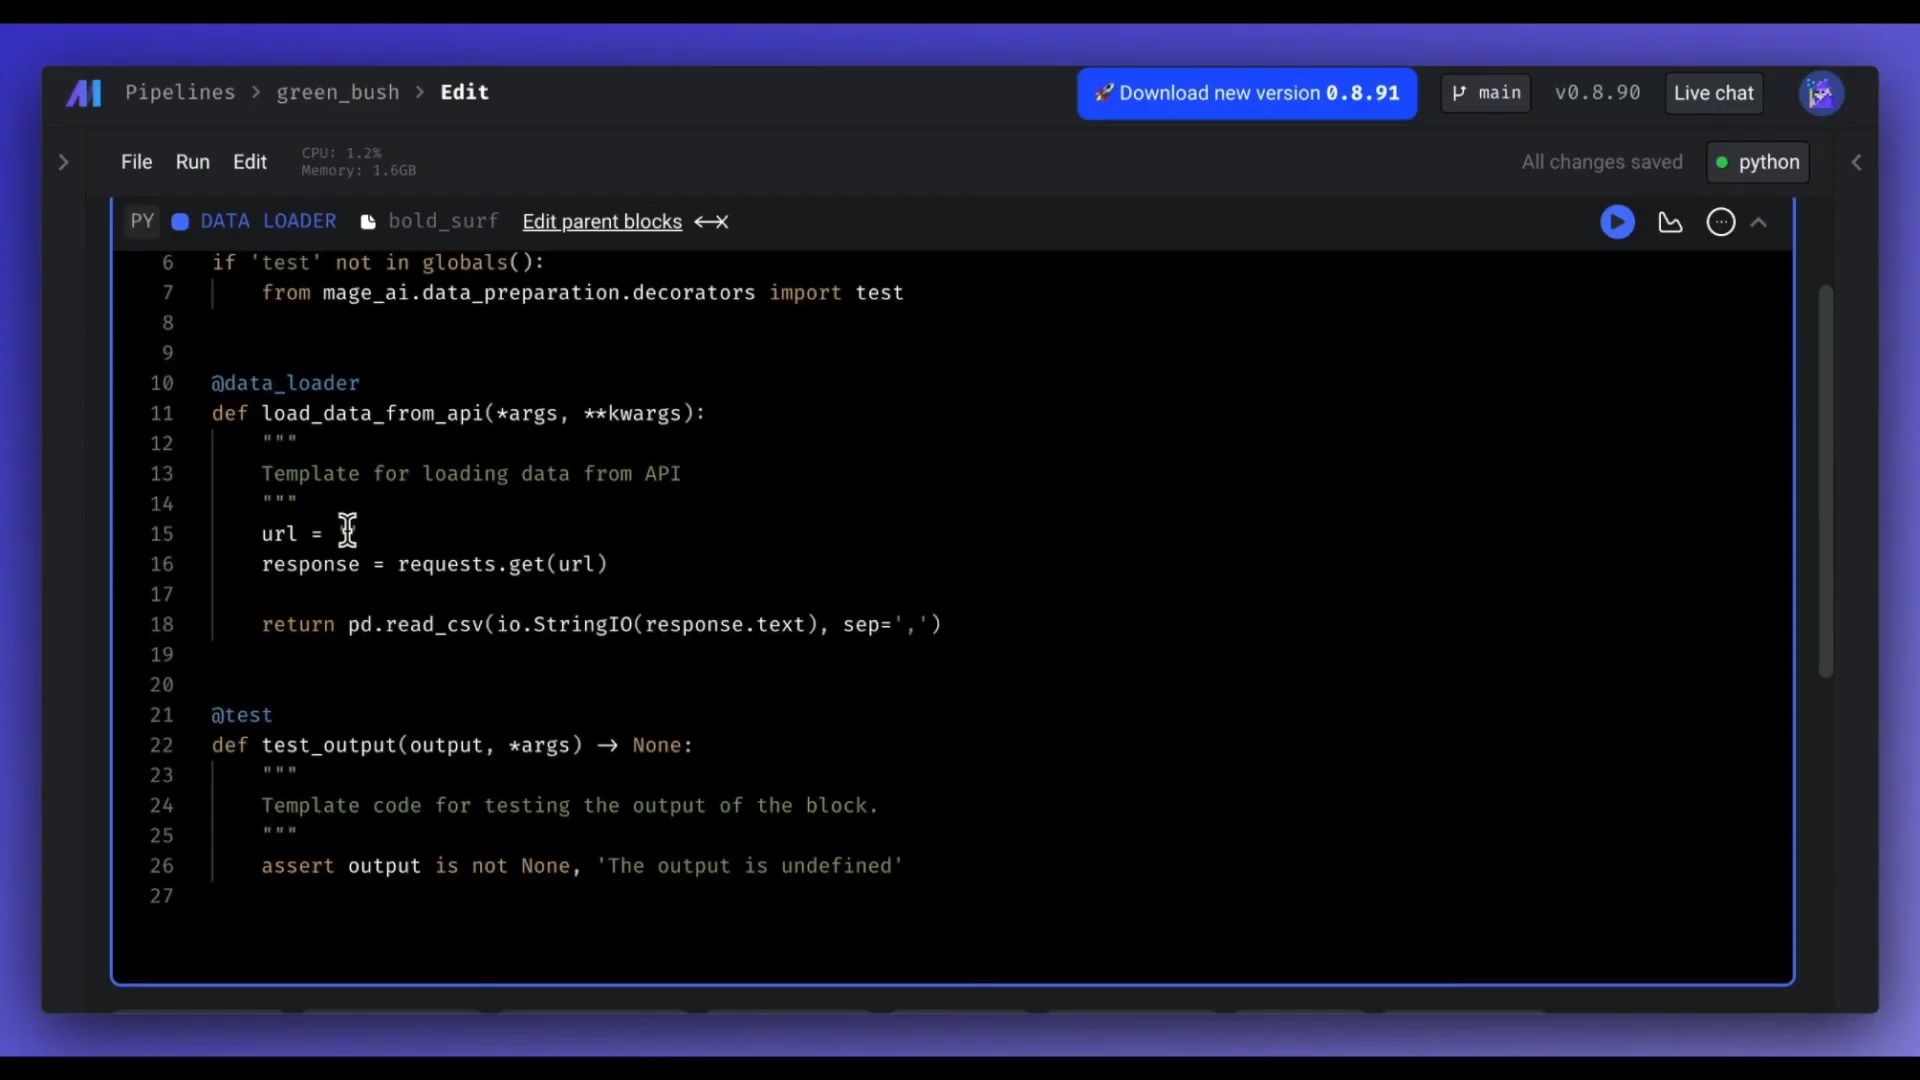 Pipelines > green_bush > Edit
Download new version 0.8.91
main
v0.8.90
Live chat
File Run Edit
CPU: 1.2%
Memory: 1.6GB
All changes saved
python
PY DATA LOADER bold_surf Edit parent blocks
6 if 'test' not in globals():
7 from mage_ai.data_preparation.decorators import test
8
9
10 @data_loader
11 def load_data_from_api(*args, **kwargs):
12 """
13 Template for loading data from API
14 """
15 url =
16 response = requests.get(url)
17
18 return pd.read_csv(io.StringIO(response.text), sep=',')
19
20
21 @test
22 def test_output(output, *args) -> None:
23 """
24 Template code for testing the output of the block.
25 """
26 assert output is not None, 'The output is undefined'
27